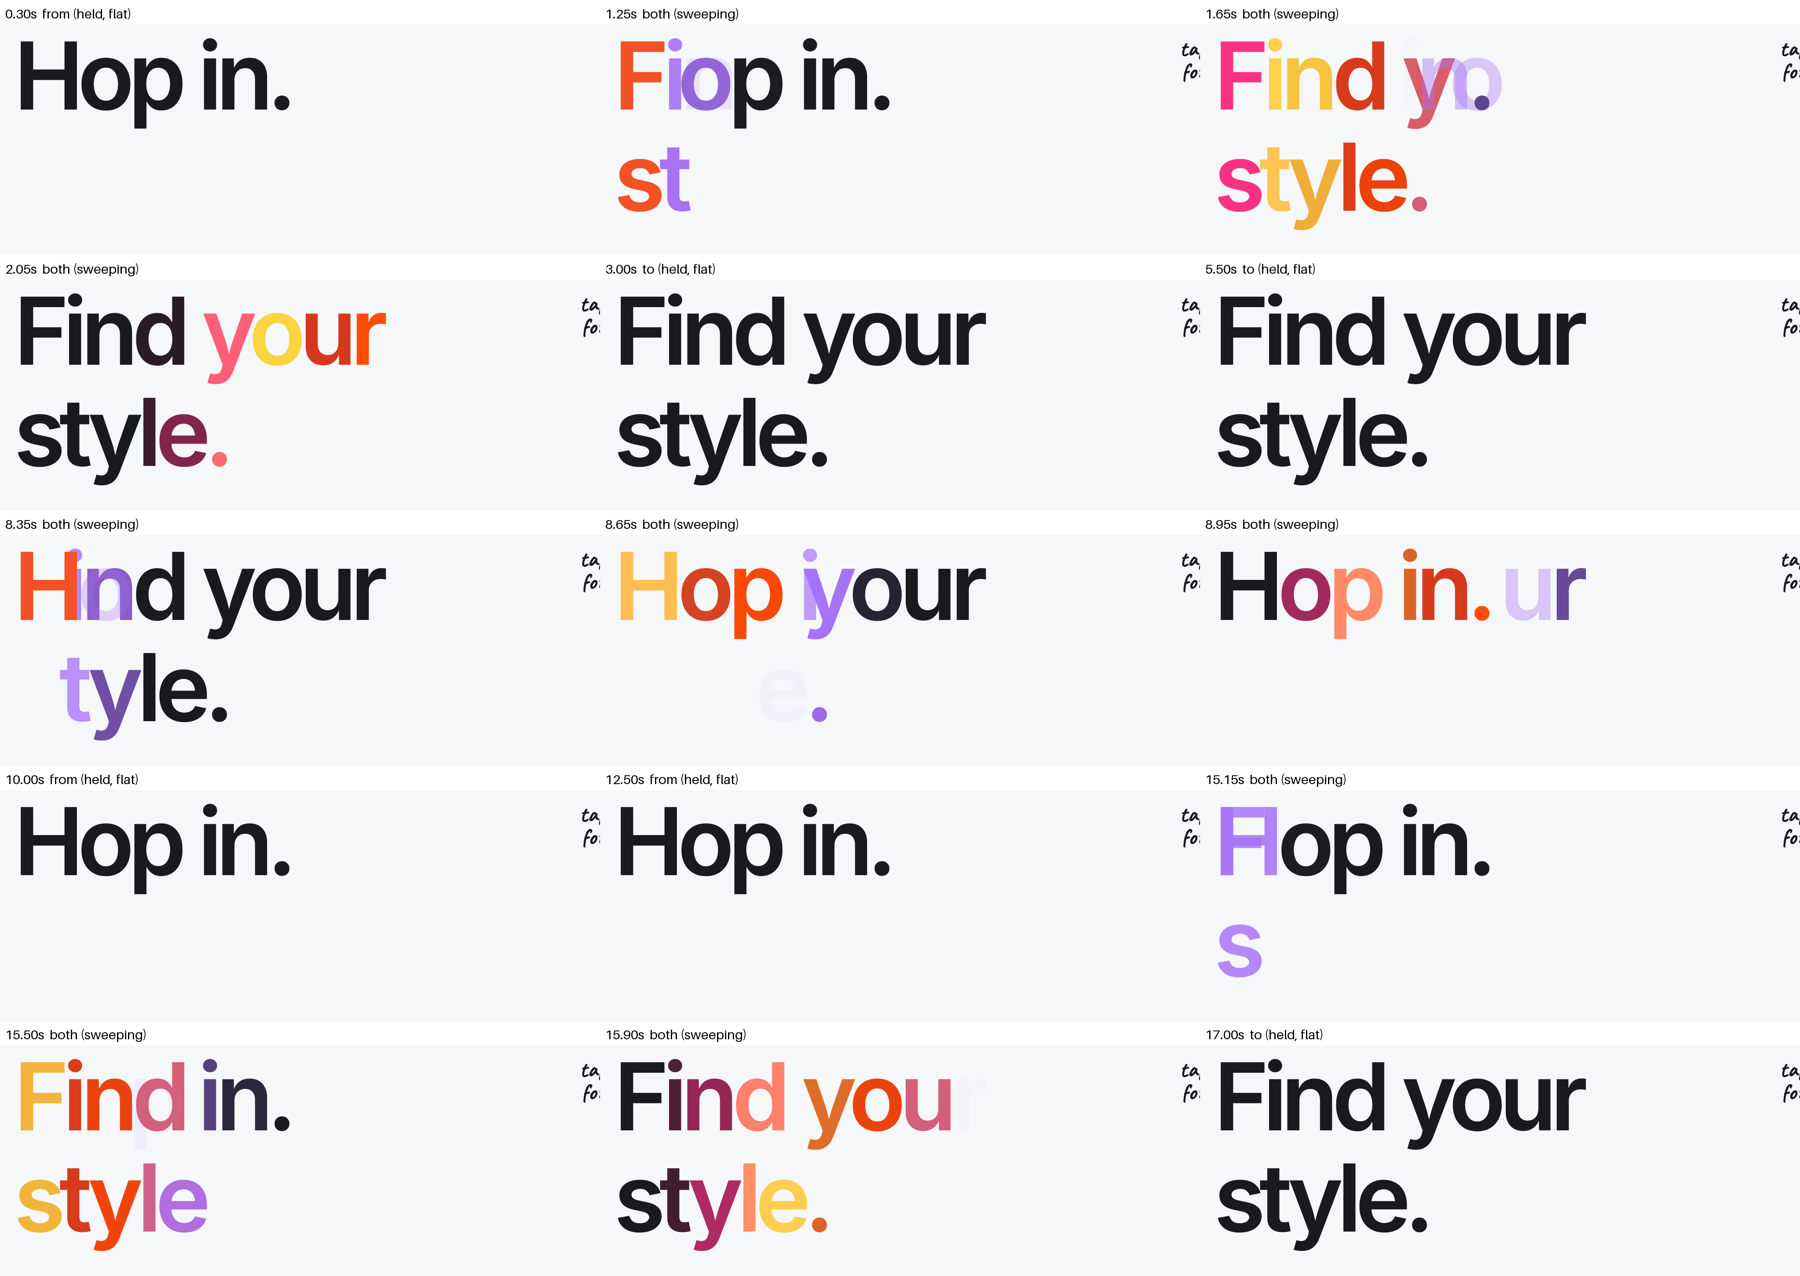 0.30s from (held, flat)
Hop in.
1.25s both (sweeping)
Fiop in.
st
1.65s both (sweeping)
Find y.
style.
2.05s both (sweeping)
Find your
style.
3.00s to (held, flat)
Find your
style.
5.50s to (held, flat)
Find your
style.
8.35s both (sweeping)
Hind your
tyle.
8.65s both (sweeping)
Hop iyour
e.
8.95s both (sweeping)
Hop in. ur
10.00s from (held, flat)
Hop in.
12.50s from (held, flat)
Hop in.
15.15s both (sweeping)
Hop in.
s
15.50s both (sweeping)
Find in.
style
15.90s both (sweeping)
Find your
style.
17.00s to (held, flat)
Find your
style.